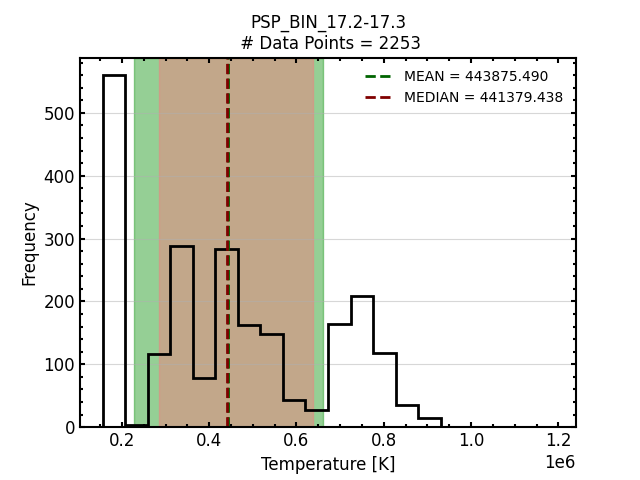 PSP_BIN_17.2-17.3
# Data Points = 2253
MEAN = 443875.490
MEDIAN = 441379.438
Frequency
500
400
300
200
100
0
0.2 0.4 0.6 0.8 1.0 1.2
1e6
Temperature [K]